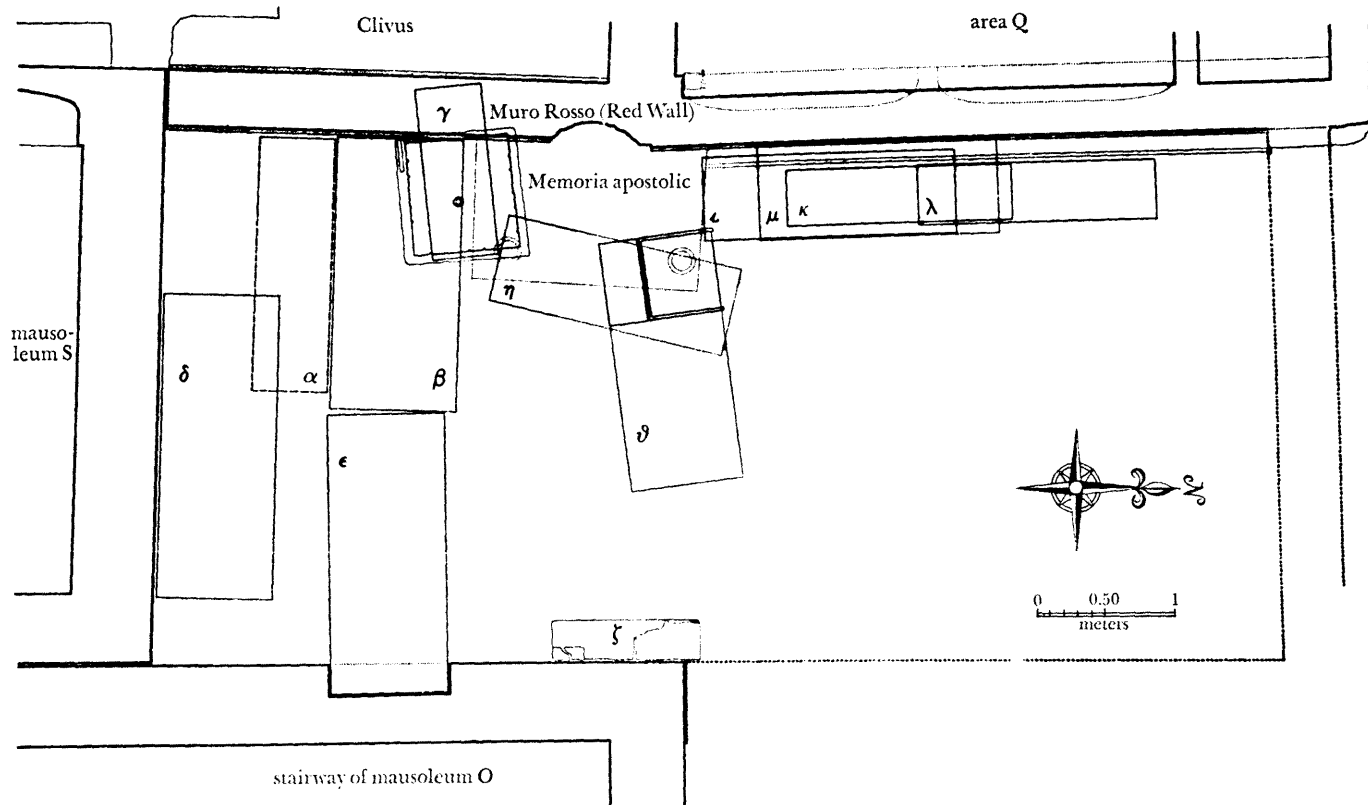 Clivus
area Q
γ
Muro Rosso (Red Wall)
Memoria apostolic
ι
μ
κ
λ
η
mauso-
leum S
δ
α
β
ϑ
ϵ
N
0 0.50 1
meters
ζ
stairway of mausoleum O